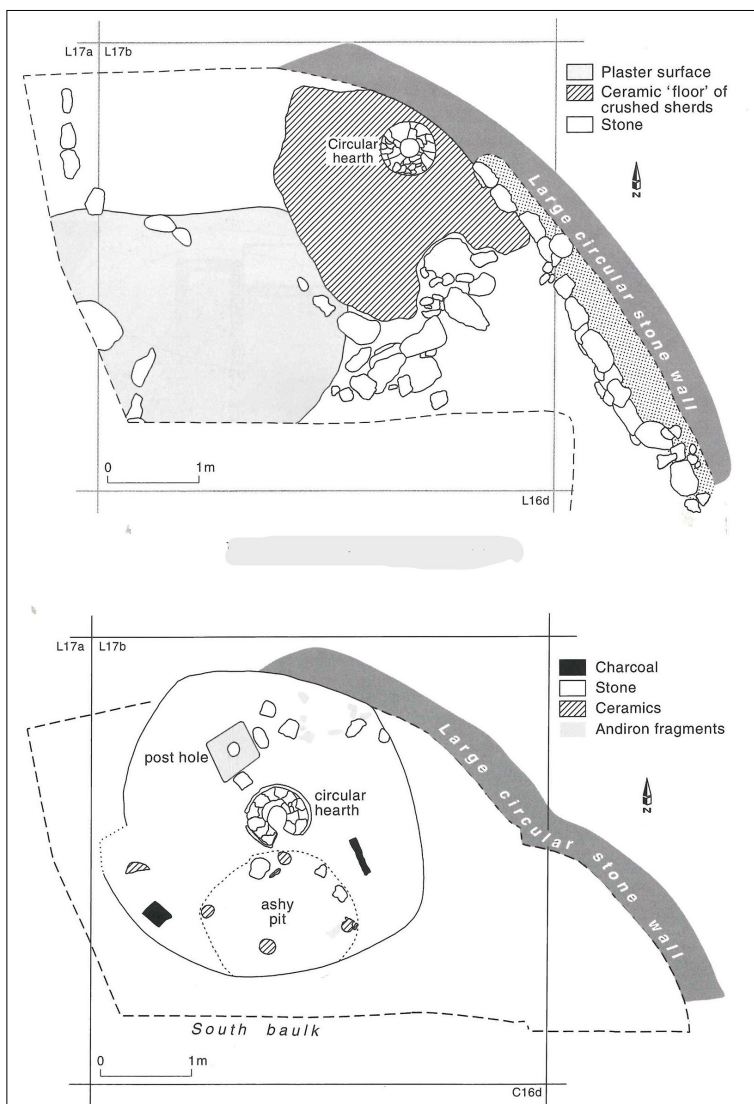 L17a L17b
Plaster surface
Ceramic ‘floor’ of
crushed sherds
Stone
Circular
hearth
N
Large circular stone wall
0 1m
L16d
L17a L17b
Charcoal
Stone
Ceramics
Andiron fragments
post hole
circular
hearth
N
Large circular stone wall
ashy
pit
South baulk
0 1m
C16d